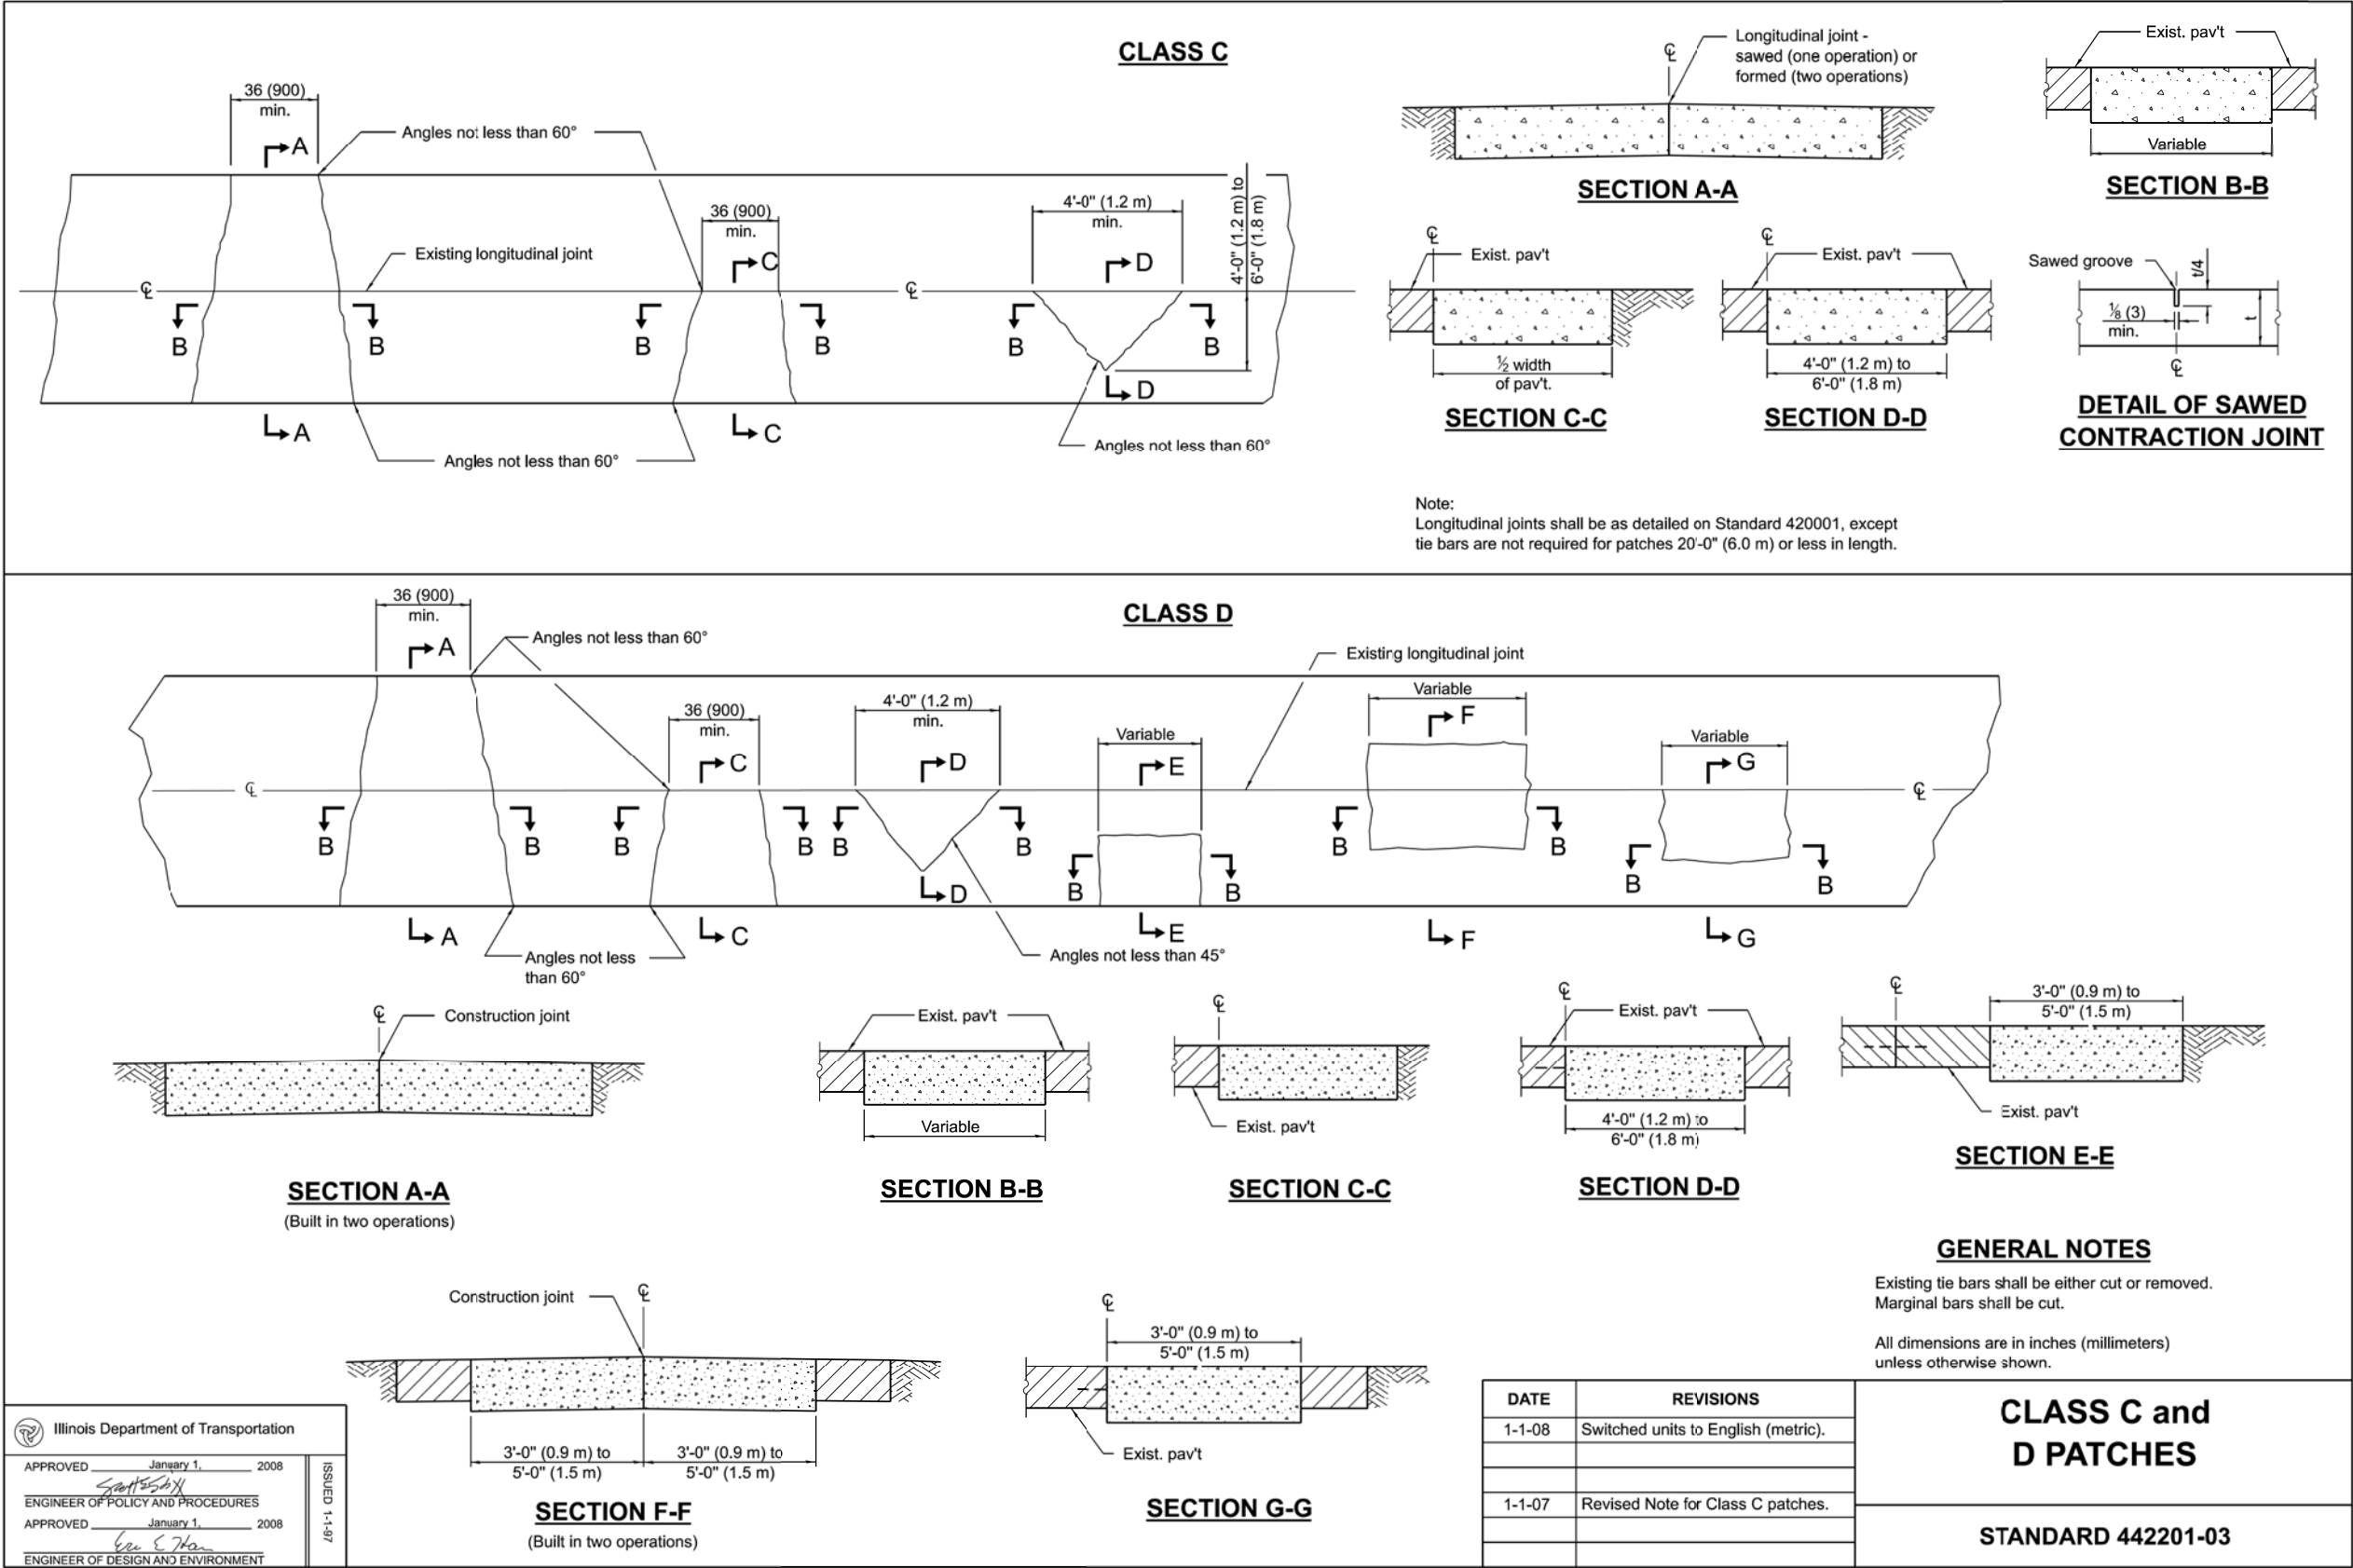 CLASS C
36 (900)
min.
A
Angles not less than 60°
36 (900)
min.
4'-0" (1.2 m)
min.
4'-0" (1.2 m) to
6'-0" (1.8 m)
C
D
Existing longitudinal joint
℄
℄
B
B
B
B
B
B
D
A
C
Angles not less than 60°
Angles not less than 60°
℄
Longitudinal joint -
sawed (one operation) or
formed (two operations)
SECTION A-A
Exist. pav't
Variable
SECTION B-B
℄
Exist. pav't
½ width
of pav't.
SECTION C-C
℄
Exist. pav't
4'-0" (1.2 m) to
6'-0" (1.8 m)
SECTION D-D
Sawed groove
t/4
⅛ (3)
min.
t
℄
DETAIL OF SAWED
CONTRACTION JOINT
Note:
Longitudinal joints shall be as detailed on Standard 420001, except
tie bars are not required for patches 20'-0" (6.0 m) or less in length.
CLASS D
36 (900)
min.
A
Angles not less than 60°
Existing longitudinal joint
36 (900)
min.
4'-0" (1.2 m)
min.
Variable
Variable
Variable
C
D
E
F
G
℄
℄
B
B
B
B
B
B
B
B
B
B
B
B
D
A
C
E
F
G
Angles not less
than 60°
Angles not less than 45°
℄
Construction joint
SECTION A-A
(Built in two operations)
Exist. pav't
Variable
SECTION B-B
℄
Exist. pav't
SECTION C-C
℄
Exist. pav't
4'-0" (1.2 m) to
6'-0" (1.8 m)
SECTION D-D
℄
3'-0" (0.9 m) to
5'-0" (1.5 m)
Exist. pav't
SECTION E-E
Construction joint
℄
3'-0" (0.9 m) to
5'-0" (1.5 m)
3'-0" (0.9 m) to
5'-0" (1.5 m)
SECTION F-F
(Built in two operations)
℄
3'-0" (0.9 m) to
5'-0" (1.5 m)
Exist. pav't
SECTION G-G
GENERAL NOTES
Existing tie bars shall be either cut or removed.
Marginal bars shall be cut.
All dimensions are in inches (millimeters)
unless otherwise shown.
Illinois Department of Transportation
APPROVED January 1, 2008
ENGINEER OF POLICY AND PROCEDURES
APPROVED January 1, 2008
ENGINEER OF DESIGN AND ENVIRONMENT
ISSUED 1-1-97
DATE REVISIONS
1-1-08 Switched units to English (metric).
1-1-07 Revised Note for Class C patches.
CLASS C and
D PATCHES
STANDARD 442201-03